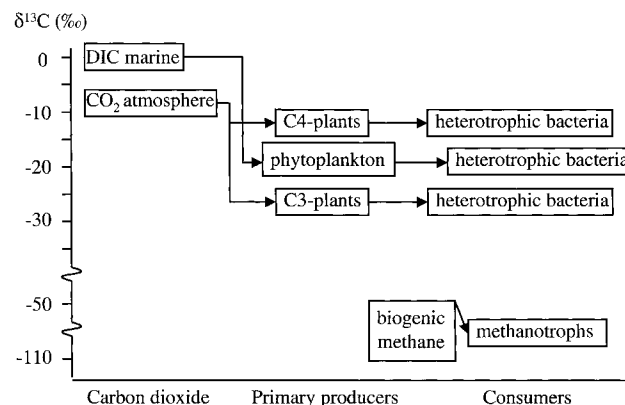 δ¹³C (‰)
0
DIC marine
CO₂ atmosphere
-10
C4-plants
heterotrophic bacteria
-20
phytoplankton
heterotrophic bacteria
C3-plants
heterotrophic bacteria
-30
-50
biogenic
methane
methanotrophs
-110
Carbon dioxide
Primary producers
Consumers